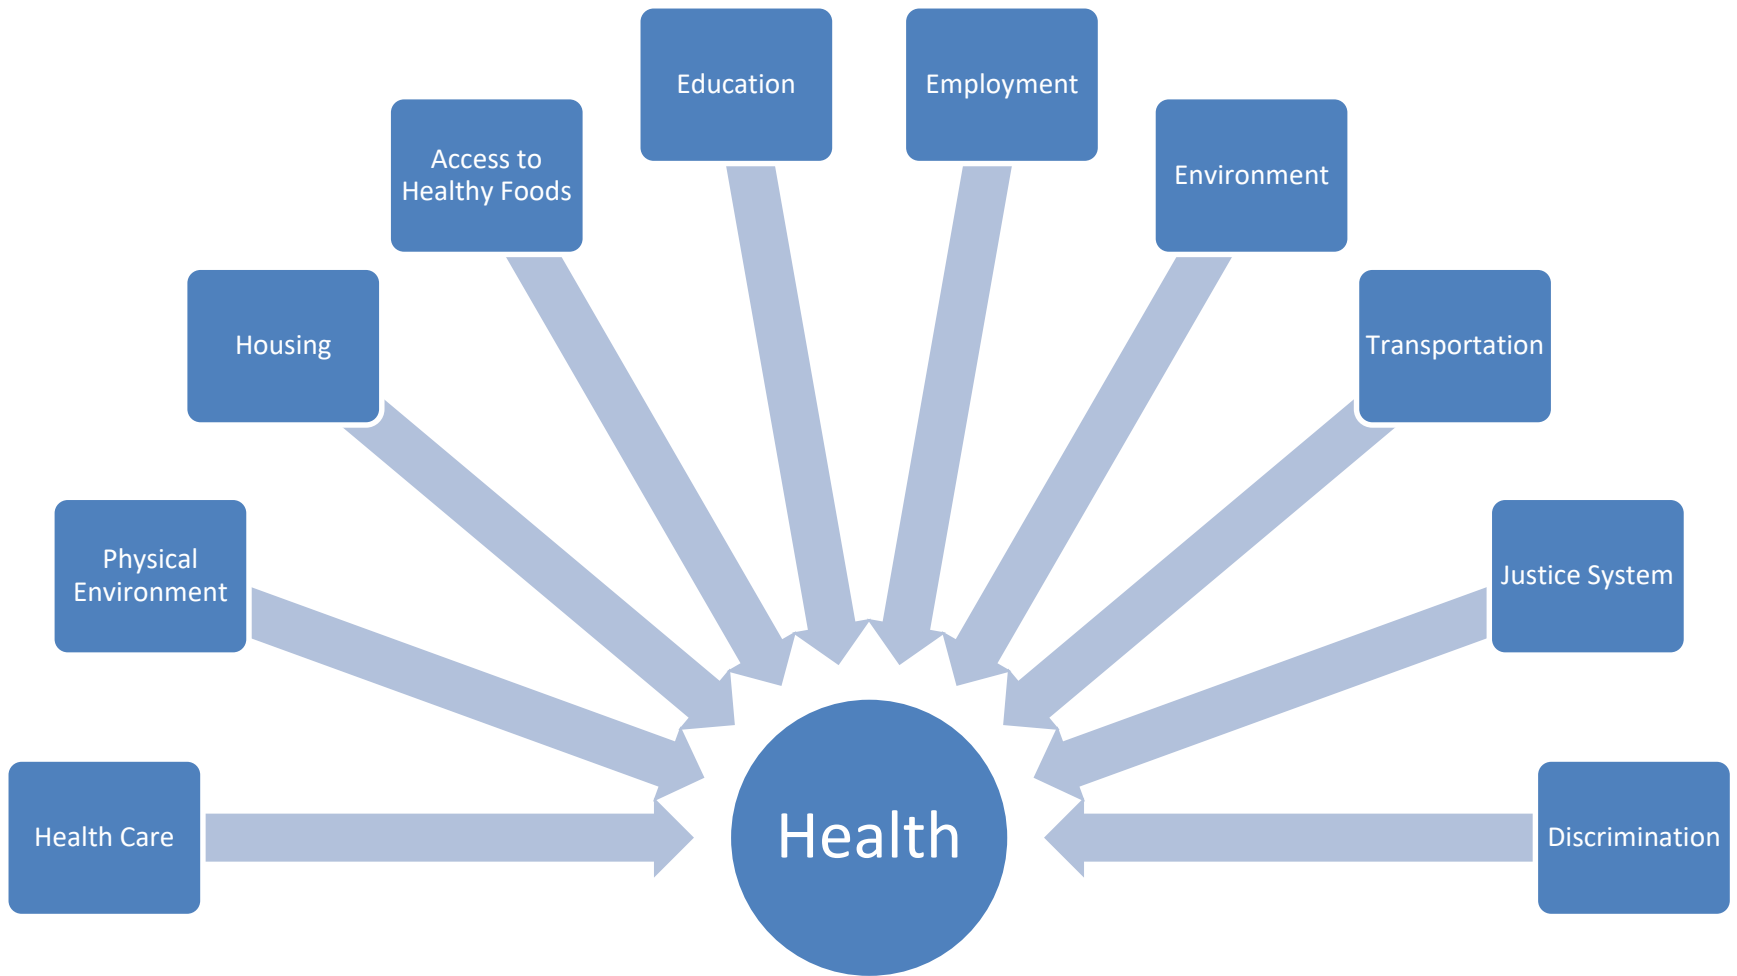 Education
Employment
Access to
Healthy Foods
Environment
Housing
Transportation
Physical
Environment
Justice System
Health Care
Health
Discrimination